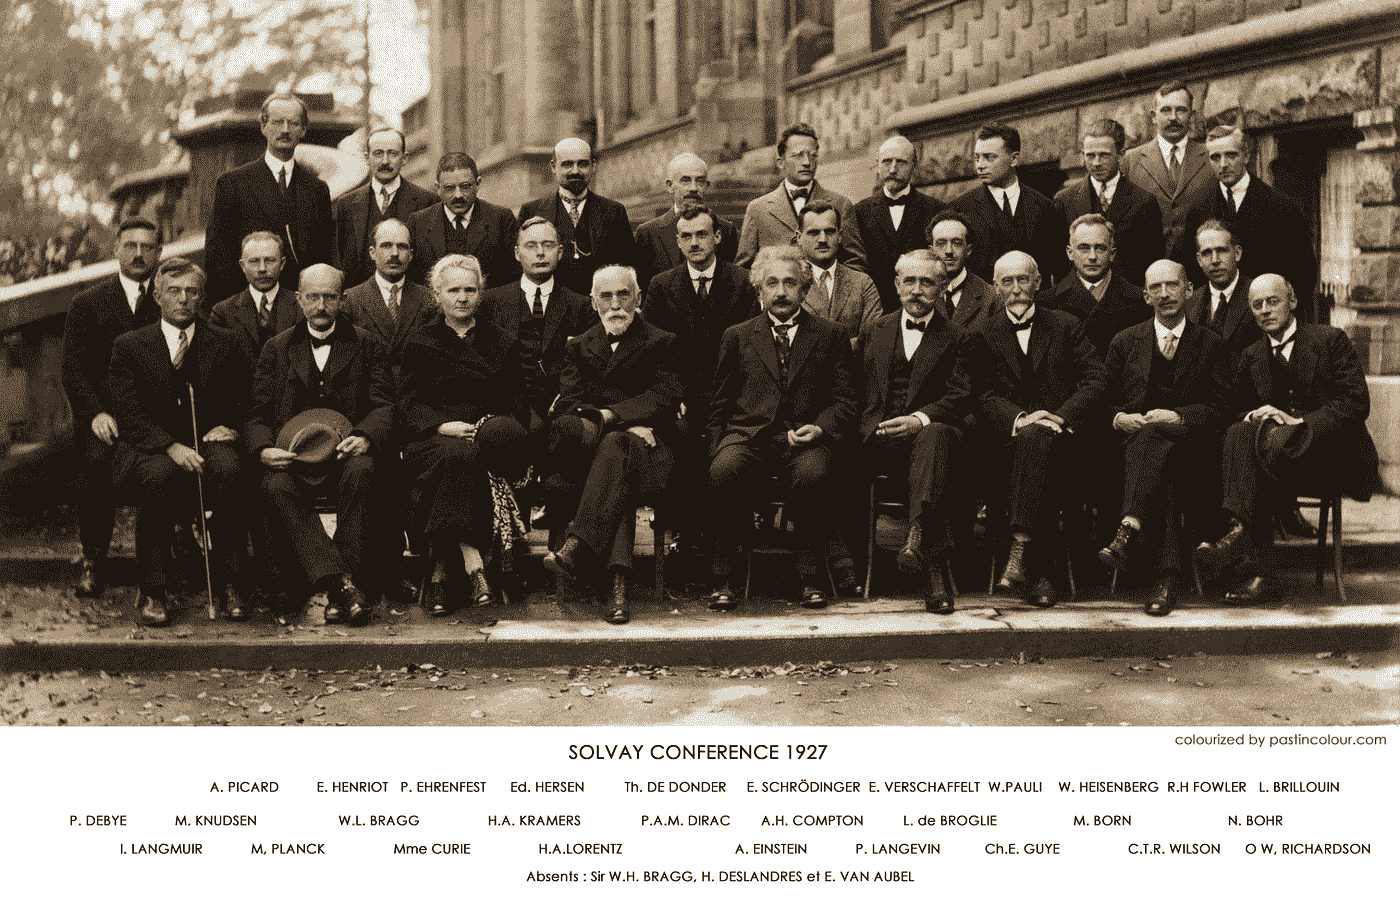 colourized by pastincolour.com
SOLVAY CONFERENCE 1927
A. PICARD E. HENRIOT P. EHRENFEST Ed. HERSEN Th. DE DONDER E. SCHRÖDINGER E. VERSCHAFFELT W.PAULI W. HEISENBERG R.H FOWLER L. BRILLOUIN
P. DEBYE M. KNUDSEN W.L. BRAGG H.A. KRAMERS P.A.M. DIRAC A.H. COMPTON L. de BROGLIE M. BORN N. BOHR
I. LANGMUIR M, PLANCK Mme CURIE H.A.LORENTZ A. EINSTEIN P. LANGEVIN Ch.E. GUYE C.T.R. WILSON O W, RICHARDSON
Absents : Sir W.H. BRAGG, H. DESLANDRES et E. VAN AUBEL